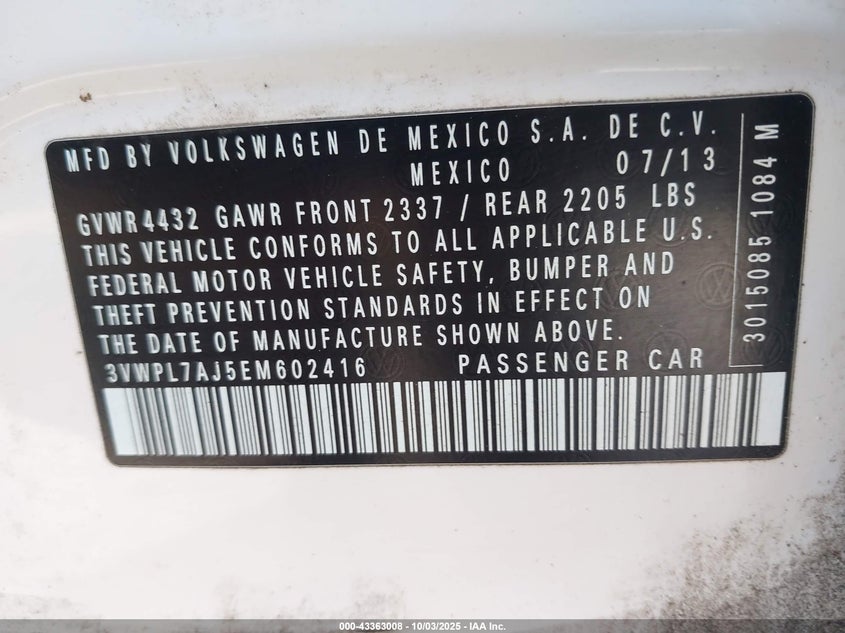 MFD BY VOLKSWAGEN DE MEXICO S.A. DE C.V.
MEXICO 07/13
GVWR 4432 GAWR FRONT 2337 / REAR 2205 LBS
THIS VEHICLE CONFORMS TO ALL APPLICABLE U.S.
FEDERAL MOTOR VEHICLE SAFETY, BUMPER AND
THEFT PREVENTION STANDARDS IN EFFECT ON
THE DATE OF MANUFACTURE SHOWN ABOVE.
3VWPL7AJ5EM602416 PASSENGER CAR
3015085 1084 M
000-43363008 - 10/03/2025 - IAA Inc.